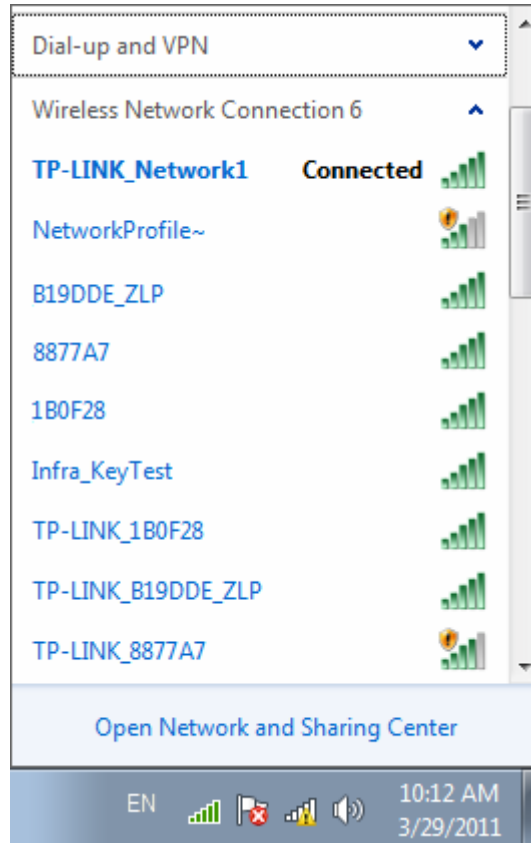 Dial-up and VPN
Wireless Network Connection 6
TP-LINK_Network1 Connected
NetworkProfile~
B19DDE_ZLP
8877A7
1B0F28
Infra_KeyTest
TP-LINK_1B0F28
TP-LINK_B19DDE_ZLP
TP-LINK_8877A7
Open Network and Sharing Center
EN
10:12 AM
3/29/2011